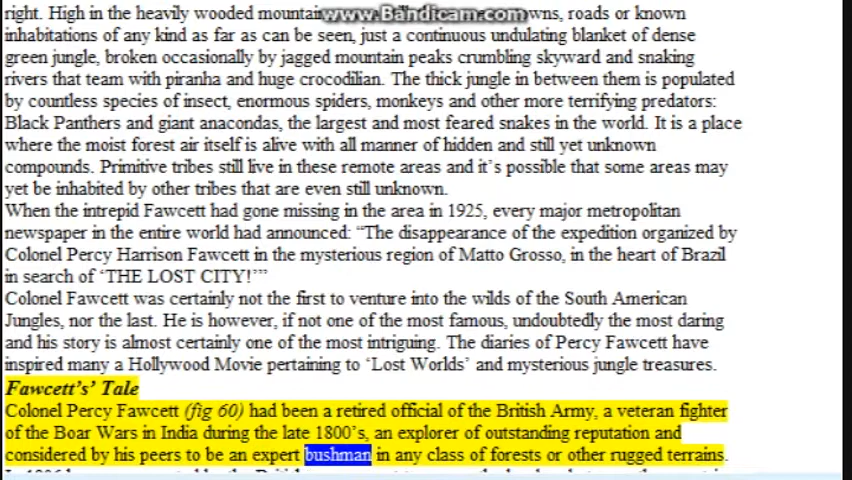 right. High in the heavily wooded mountain www.Bandicam.com owns, roads or known
inhabitations of any kind as far as can be seen, just a continuous undulating blanket of dense
green jungle, broken occasionally by jagged mountain peaks crumbling skyward and snaking
rivers that team with piranha and huge crocodilian. The thick jungle in between them is populated
by countless species of insect, enormous spiders, monkeys and other more terrifying predators:
Black Panthers and giant anacondas, the largest and most feared snakes in the world. It is a place
where the moist forest air itself is alive with all manner of hidden and still yet unknown
compounds. Primitive tribes still live in these remote areas and it’s possible that some areas may
yet be inhabited by other tribes that are even still unknown.
When the intrepid Fawcett had gone missing in the area in 1925, every major metropolitan
newspaper in the entire world had announced: “The disappearance of the expedition organized by
Colonel Percy Harrison Fawcett in the mysterious region of Matto Grosso, in the heart of Brazil
in search of ‘THE LOST CITY!’”
Colonel Fawcett was certainly not the first to venture into the wilds of the South American
Jungles, nor the last. He is however, if not one of the most famous, undoubtedly the most daring
and his story is almost certainly one of the most intriguing. The diaries of Percy Fawcett have
inspired many a Hollywood Movie pertaining to ‘Lost Worlds’ and mysterious jungle treasures.
Fawcett’s’ Tale
Colonel Percy Fawcett (fig 60) had been a retired official of the British Army, a veteran fighter
of the Boar Wars in India during the late 1800’s, an explorer of outstanding reputation and
considered by his peers to be an expert bushman in any class of forests or other rugged terrains.